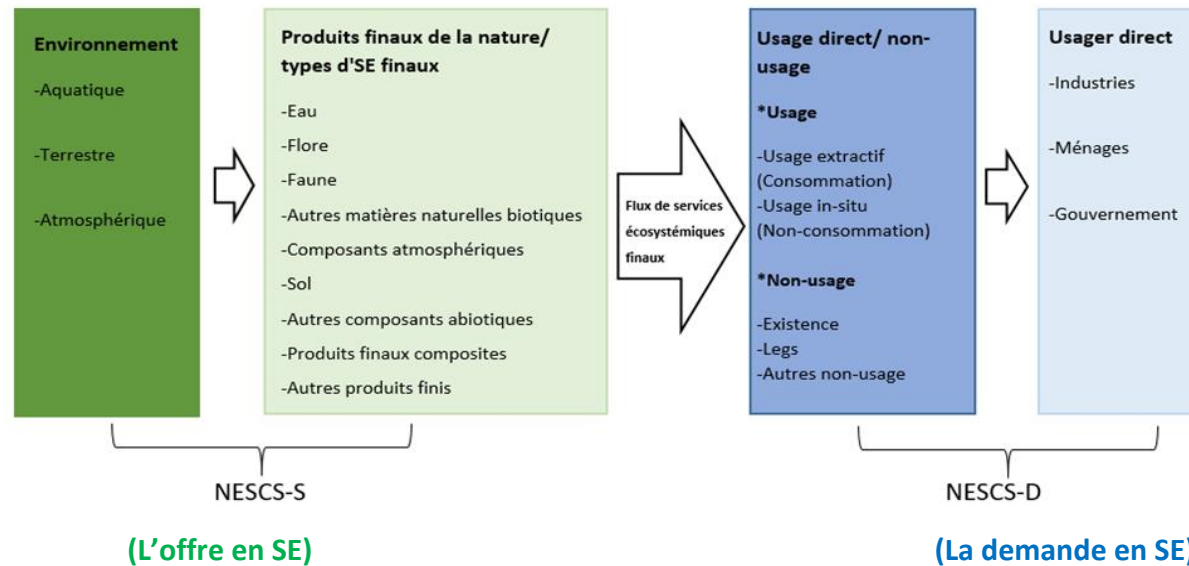 Environnement
-Aquatique
-Terrestre
-Atmosphérique
Produits finaux de la nature/
types d'SE finaux
-Eau
-Flore
-Faune
-Autres matières naturelles biotiques
-Composants atmosphériques
-Sol
-Autres composants abiotiques
-Produits finaux composites
-Autres produits finis
Flux de services
écosystémiques
finaux
Usage direct/ non-
usage
*Usage
-Usage extractif
(Consommation)
-Usage in-situ
(Non-consommation)
*Non-usage
-Existence
-Legs
-Autres non-usage
Usager direct
-Industries
-Ménages
-Gouvernement
NESCS-S
NESCS-D
(L’offre en SE)
(La demande en SE)